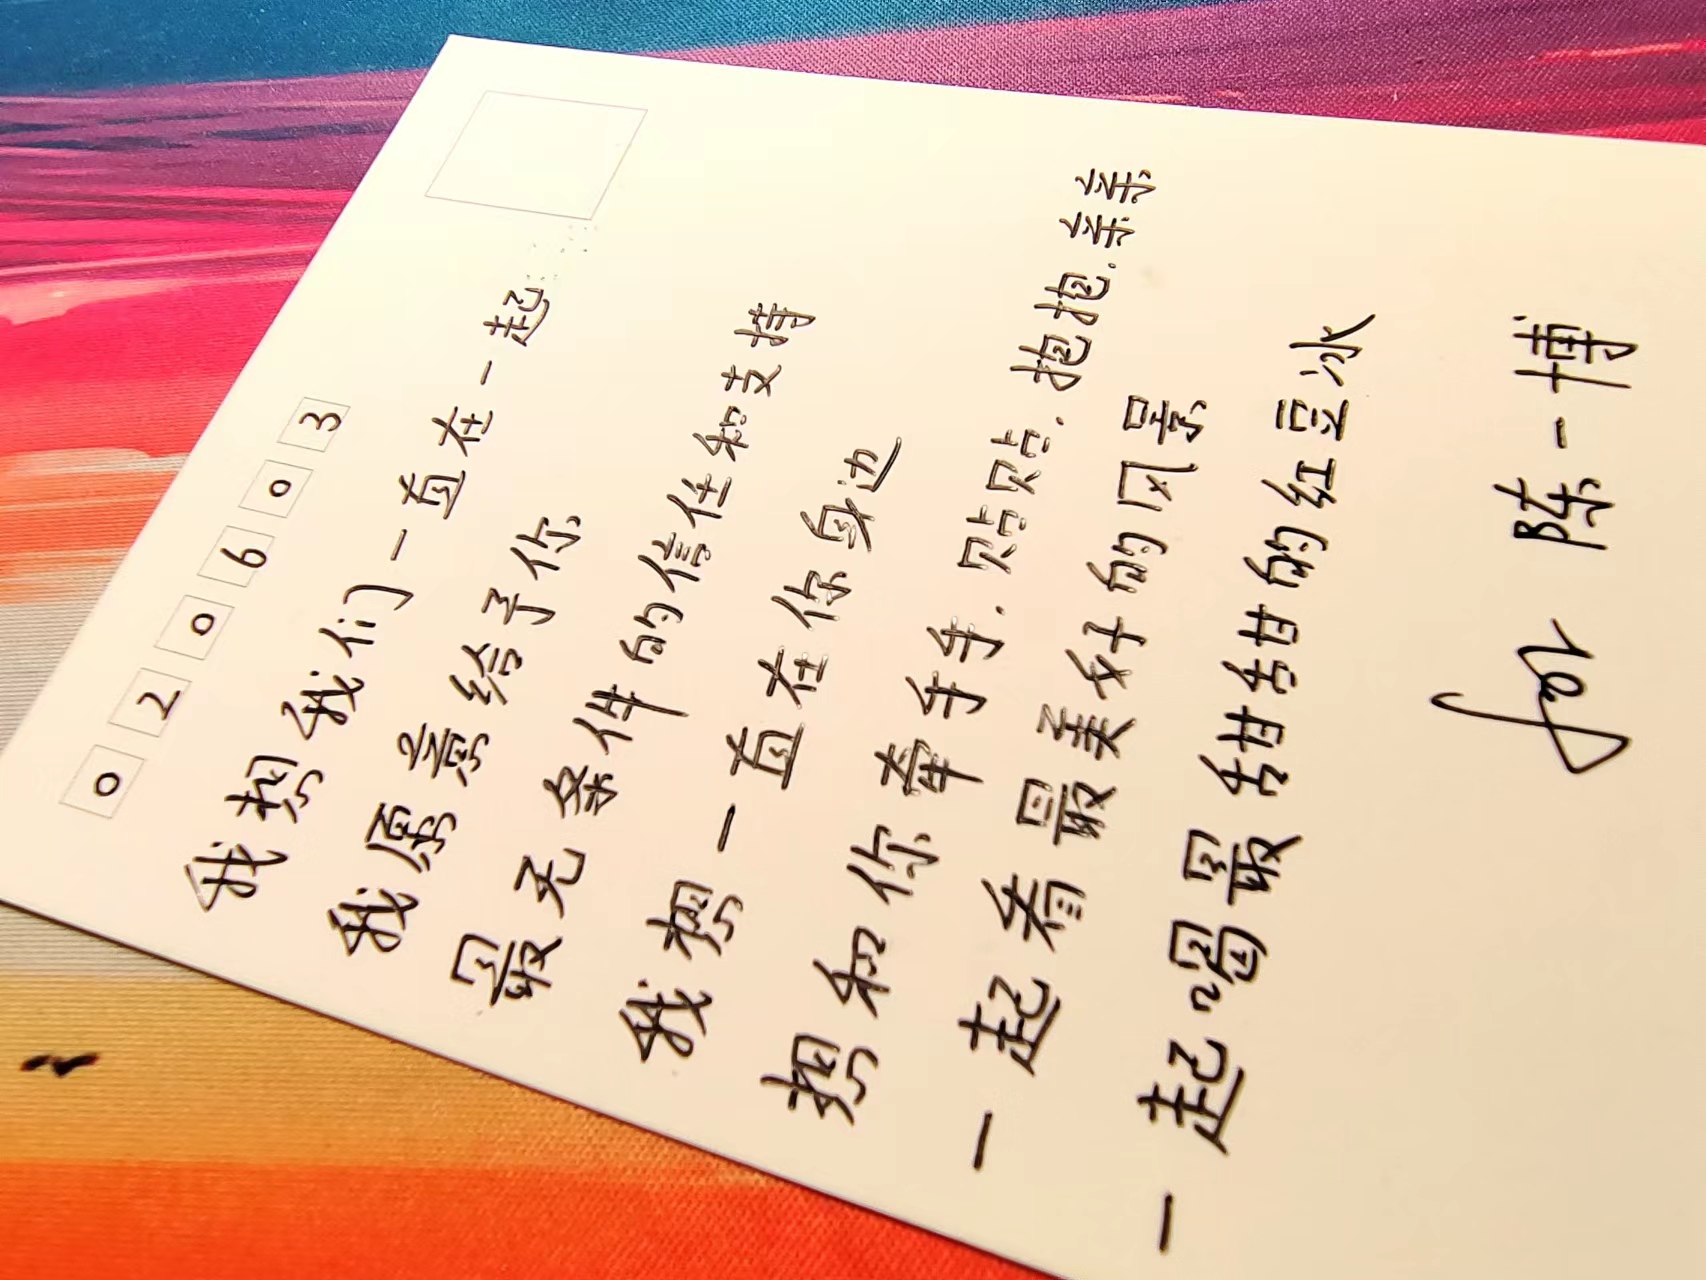 020603
我想我们一直在一起
我愿意给予你
最无条件的信任和支持
我想一直在你身边
想和你牵手手.贴贴.抱抱.亲亲
一起看最美好的风景
一起喝最甜甜的红豆冰
for 陈一博